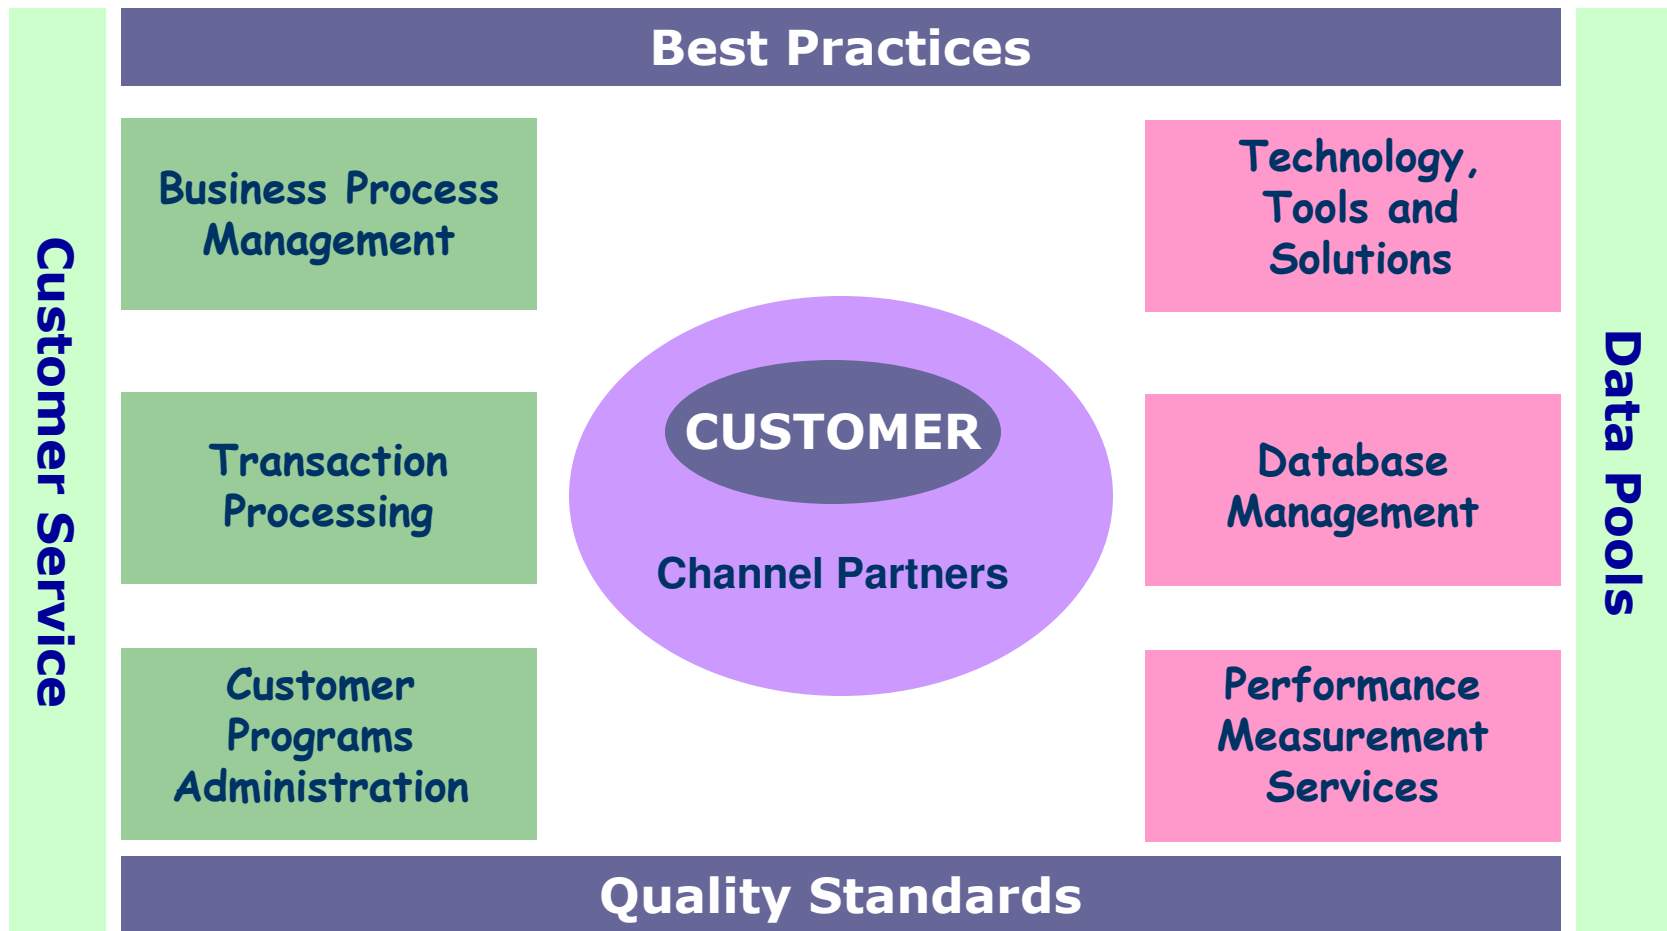 Best Practices
Customer Service
Business Process
Management
Transaction
Processing
Customer
Programs
Administration
CUSTOMER
Channel Partners
Technology,
Tools and
Solutions
Database
Management
Performance
Measurement
Services
Data Pools
Quality Standards